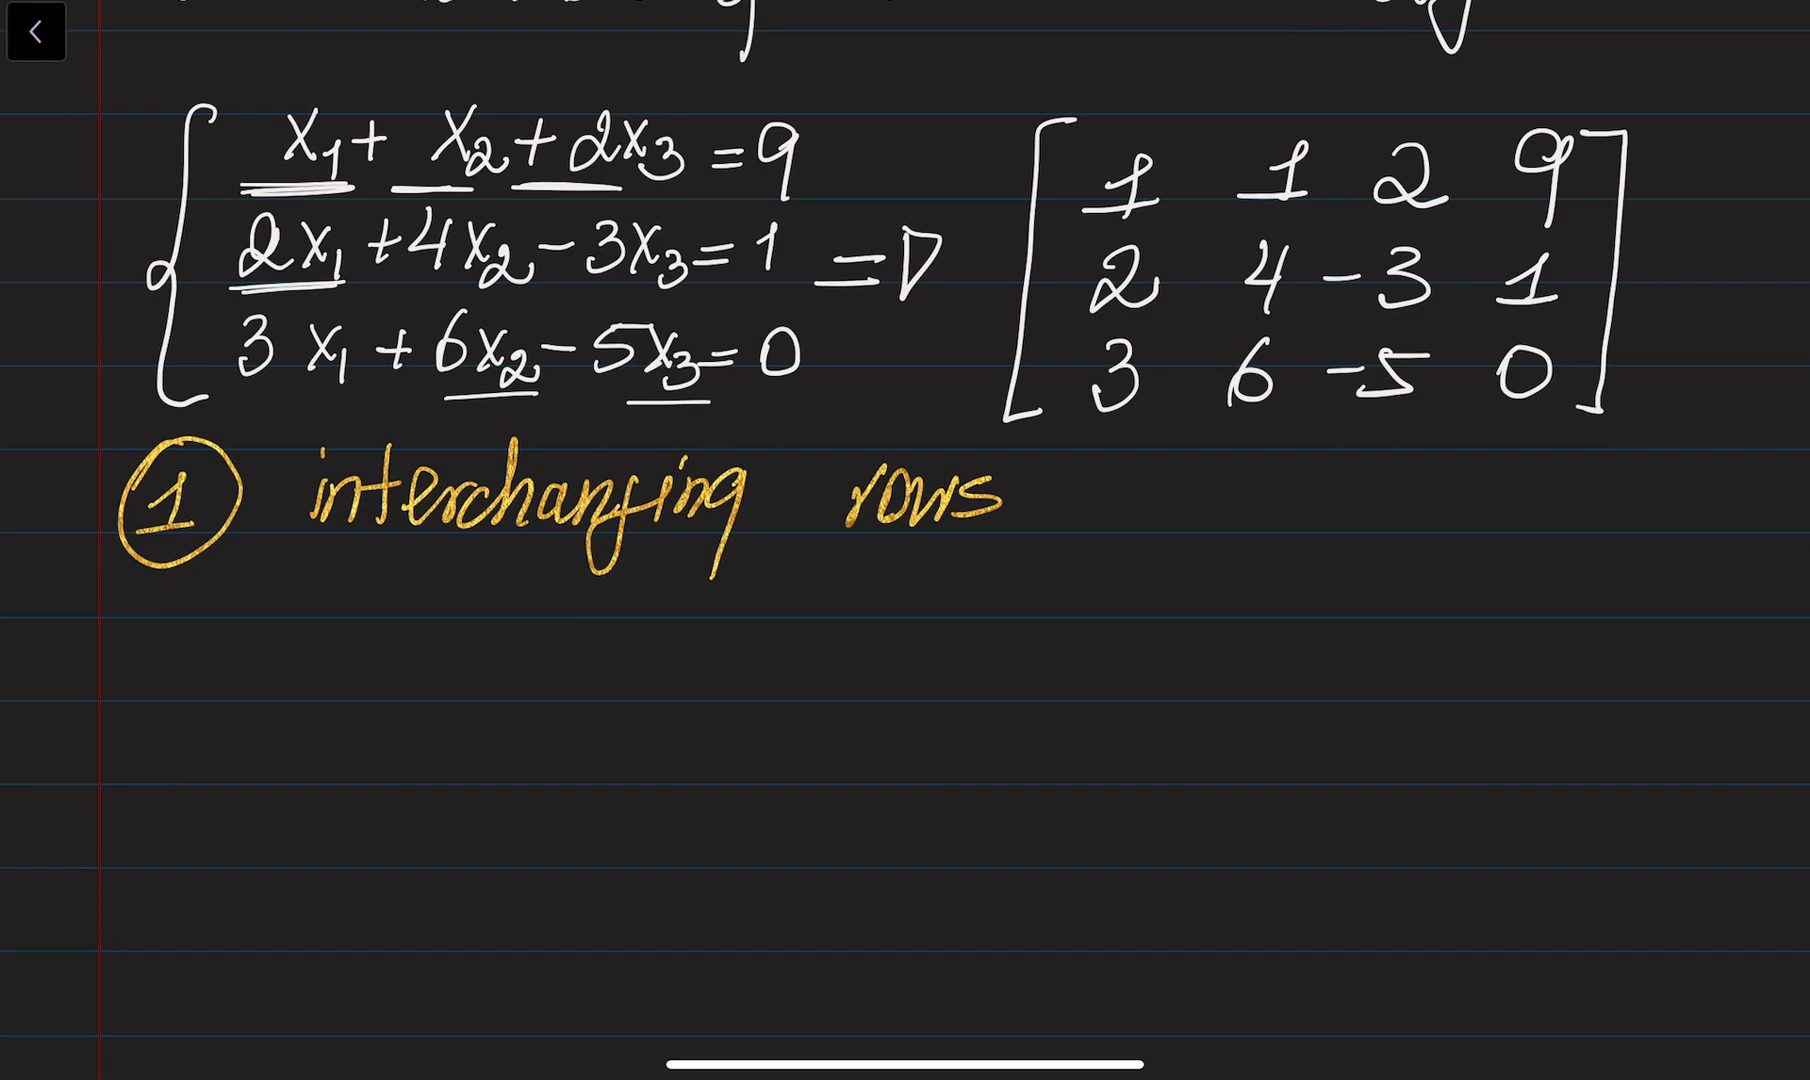 x₁ + x₂ + 2x₃ = 9
2x₁ + 4x₂ - 3x₃ = 1 ⇒
3x₁ + 6x₂ - 5x₃ = 0
1 1 2 9
2 4 -3 1
3 6 -5 0
① interchanging rows